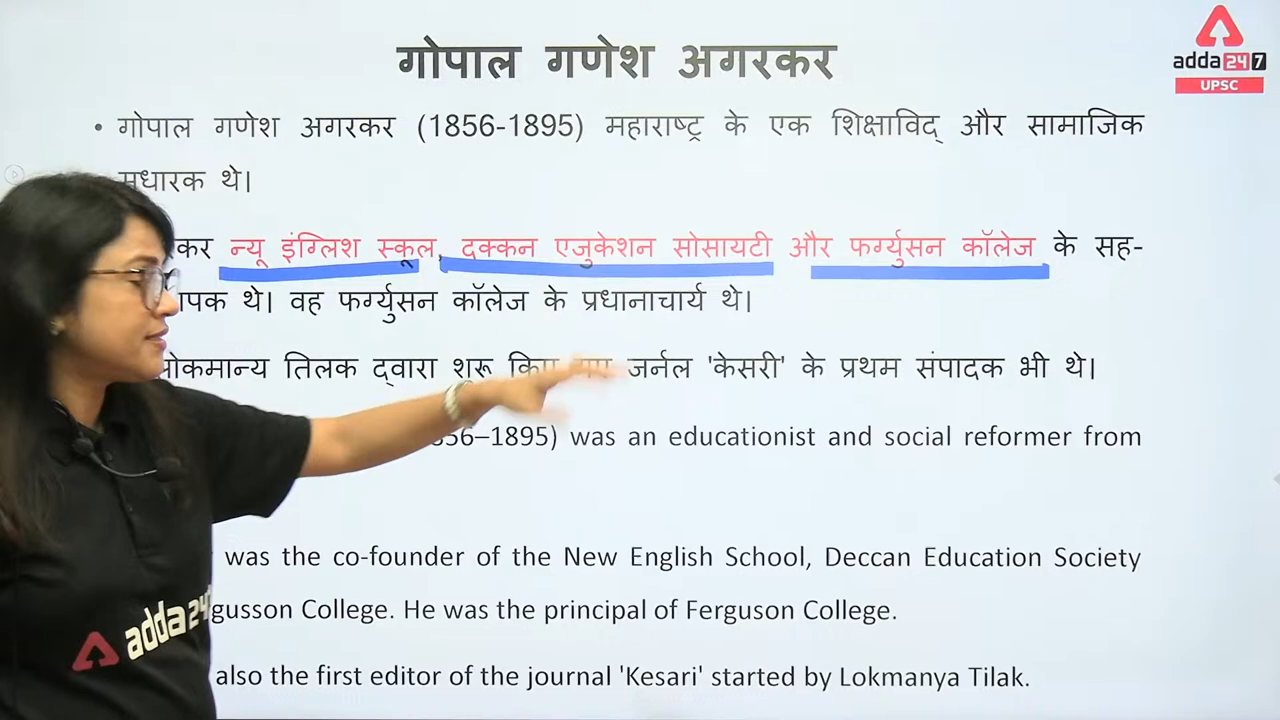 गोपाल गणेश अगरकर
adda 247
UPSC
• गोपाल गणेश अगरकर (1856-1895) महाराष्ट्र के एक शिक्षाविद् और सामाजिक
सुधारक थे।
कर न्यू इंग्लिश स्कूल, दक्कन एजुकेशन सोसायटी और फर्ग्युसन कॉलेज के सह-
पक थे। वह फर्ग्युसन कॉलेज के प्रधानाचार्य थे।
लोकमान्य तिलक द्वारा शरू किए गए जर्नल 'केसरी' के प्रथम संपादक भी थे।
56–1895) was an educationist and social reformer from
was the co-founder of the New English School, Deccan Education Society
gusson College. He was the principal of Ferguson College.
also the first editor of the journal 'Kesari' started by Lokmanya Tilak.
adda 247